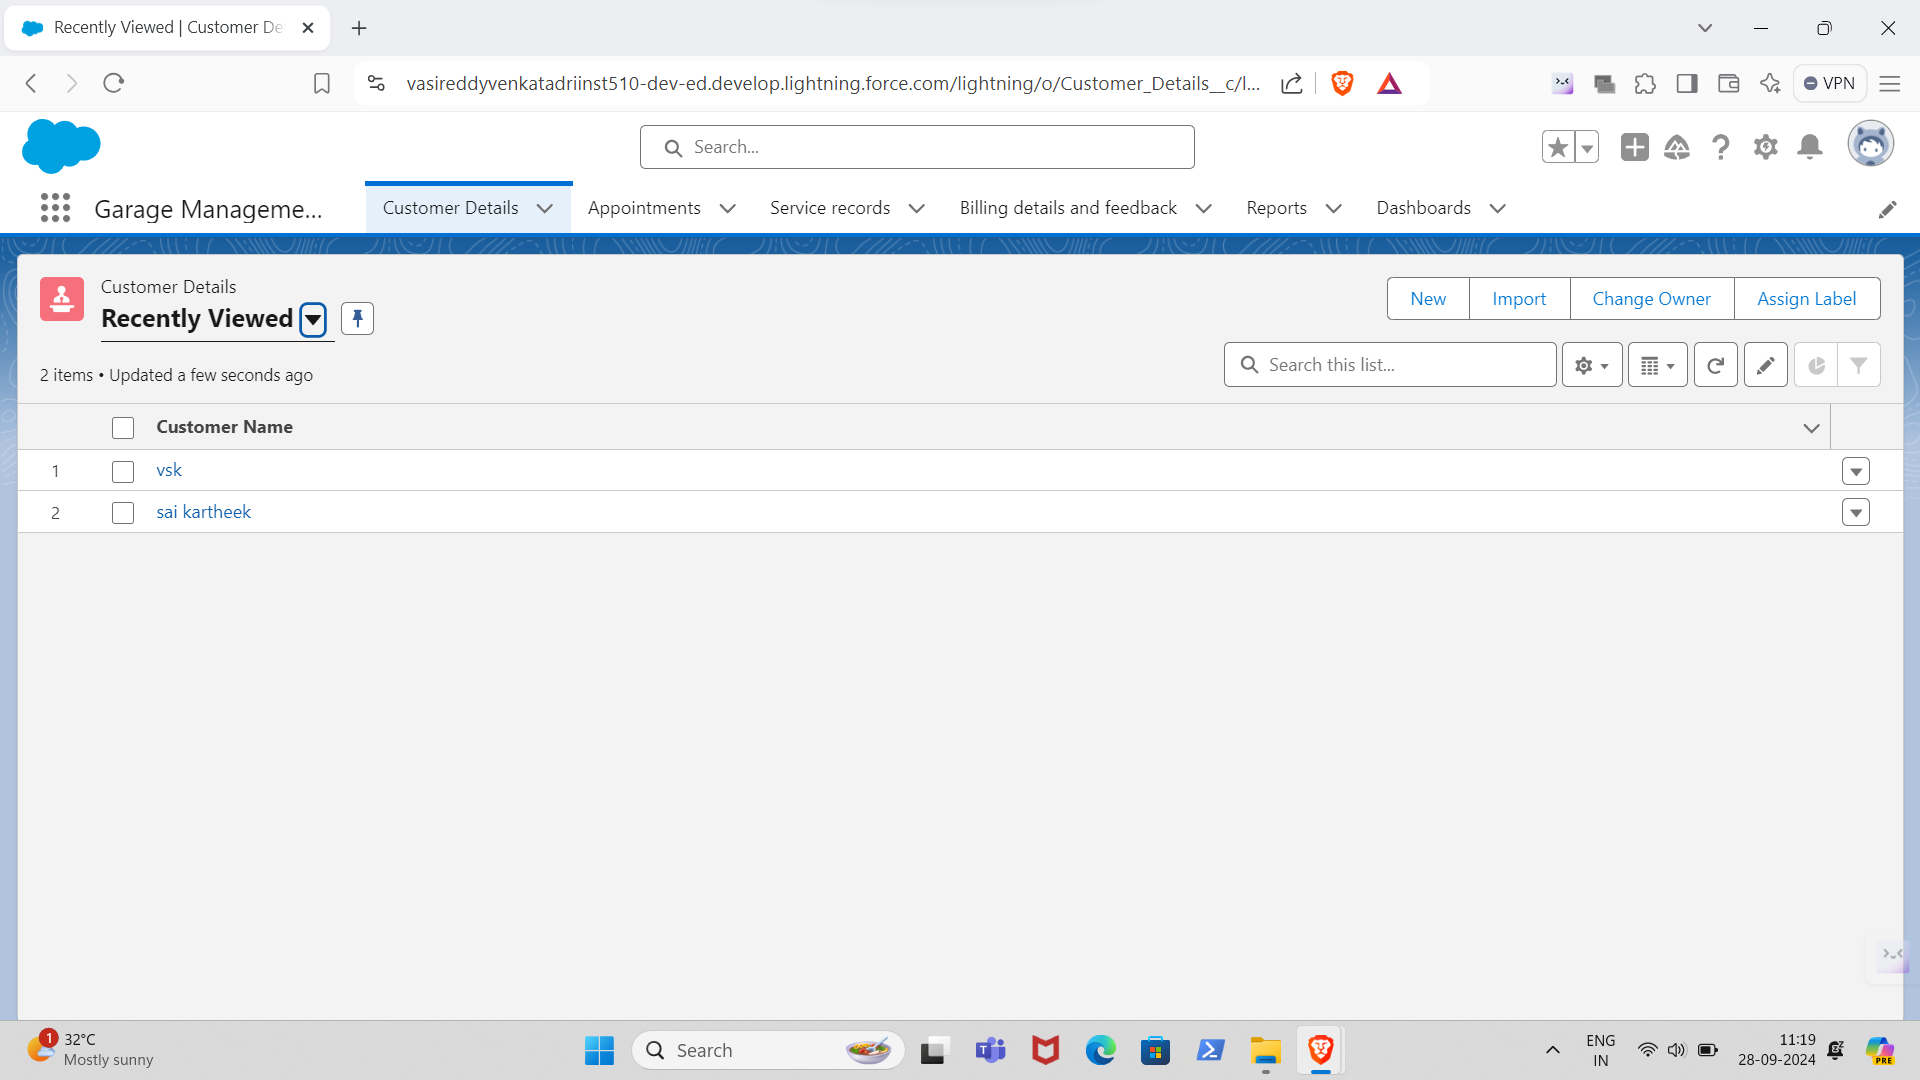 Recently Viewed | Customer De
vasireddyvenkatadriinst510-dev-ed.develop.lightning.force.com/lightning/o/Customer_Details__c/l...
VPN
Search...
Garage Manageme...
Customer Details
Appointments
Service records
Billing details and feedback
Reports
Dashboards
Customer Details
Recently Viewed
New
Import
Change Owner
Assign Label
2 items • Updated a few seconds ago
Search this list...
Customer Name
1
vsk
2
sai kartheek
1
32°C
Mostly sunny
Search
ENG
IN
11:19
28-09-2024
PRE